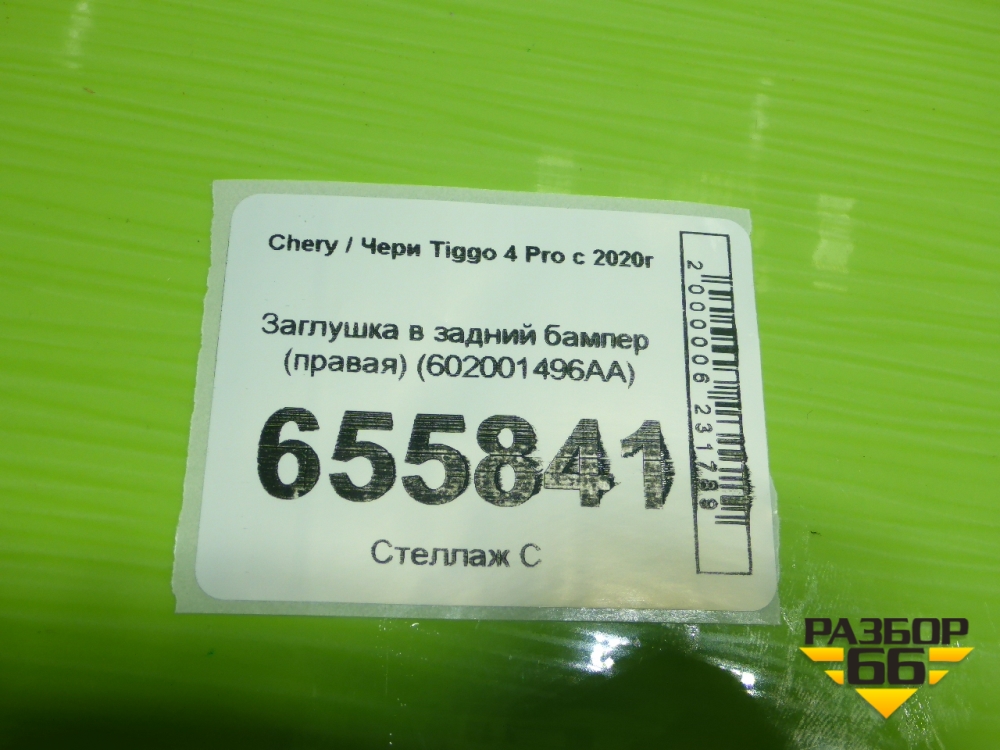 Chery / Чери Tiggo 4 Pro с 2020г
Заглушка в задний бампер
(правая) (602001496AA)
655841
Стеллаж С
2000006231789
РАЗБОР
66